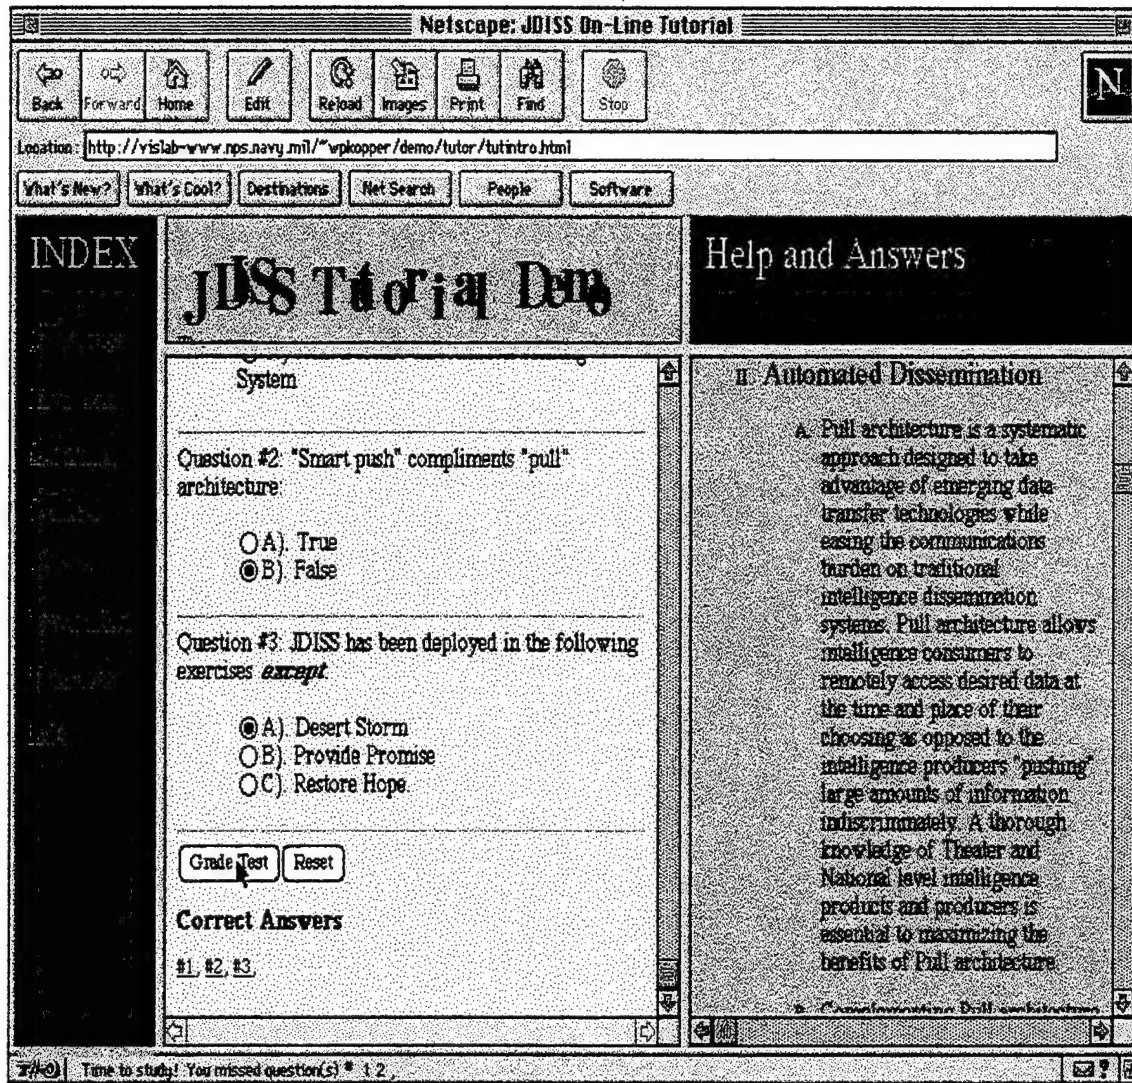 Netscape: JDISS On-Line Tutorial
Back Forward Home Edit Reload Images Print Find Stop
N
Location: http://vislab-www.nps.navy.mil/~wpkopper/demo/tutor/tutintro.html
What's New? What's Cool? Destinations Net Search People Software
INDEX
JDISS Tutorial Demo
Help and Answers
System
Question #2: "Smart push" compliments "pull"
architecture:
A). True
B). False
Question #3: JDISS has been deployed in the following
exercises except:
A). Desert Storm
B). Provide Promise
C). Restore Hope.
Grade Test Reset
Correct Answers
#1, #2, #3,
II. Automated Dissemination
A. Pull architecture is a systematic
approach designed to take
advantage of emerging data
transfer technologies while
easing the communications
burden on traditional
intelligence dissemination
systems. Pull architecture allows
intelligence consumers to
remotely access desired data at
the time and place of their
choosing as opposed to the
intelligence producers "pushing"
large amounts of information
indiscriminately. A thorough
knowledge of Theater and
National level intelligence
products and producers is
essential to maximizing the
benefits of Pull architecture.
B. Complementing Pull architecture
Time to study! You missed question(s) * 1 2 ,